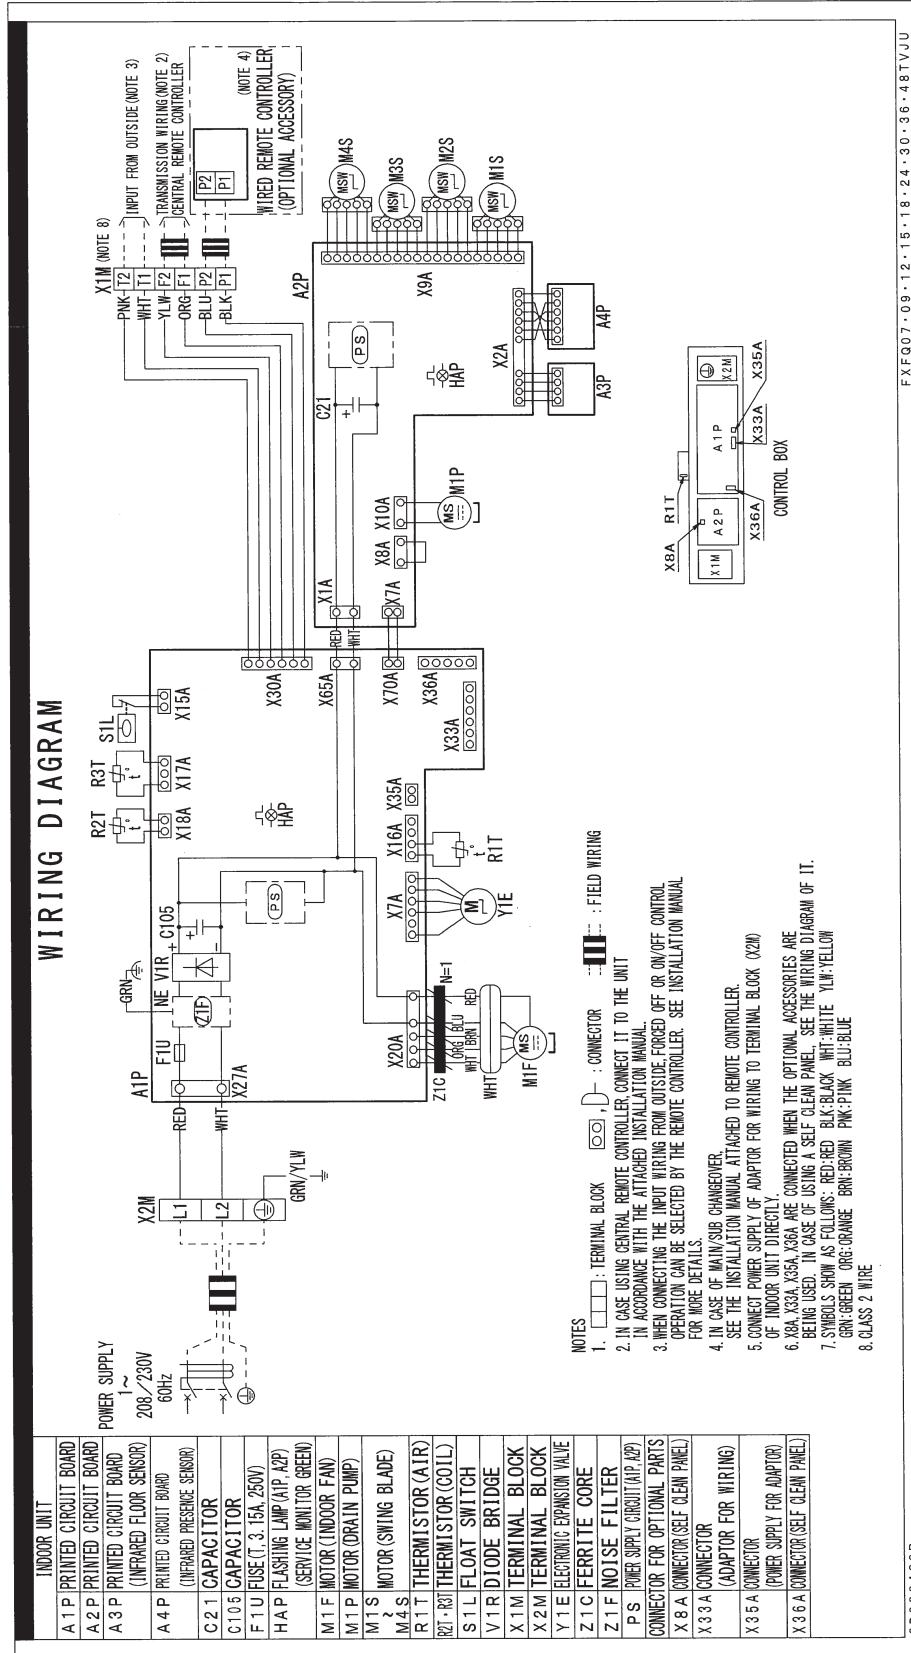 WIRING DIAGRAM
INDOOR UNIT
A1P PRINTED CIRCUIT BOARD
A2P PRINTED CIRCUIT BOARD
A3P PRINTED CIRCUIT BOARD
(INFRARED FLOOR SENSOR)
A4P PRINTED CIRCUIT BOARD
(INFRARED PRESENCE SENSOR)
C21 CAPACITOR
C105 CAPACITOR
F1U FUSE(T, 3. 15A, 250V)
HAP FLASHING LAMP(A1P, A2P)
(SERVICE MONITOR GREEN)
M1F MOTOR(INDOOR FAN)
M1P MOTOR(DRAIN PUMP)
M1S ~ M4S MOTOR(SWING BLADE)
R1T THERMISTOR(AIR)
R2T・R3T THERMISTOR(COIL)
S1L FLOAT SWITCH
V1R DIODE BRIDGE
X1M TERMINAL BLOCK
X2M TERMINAL BLOCK
Y1E ELECTRONIC EXPANSION VALVE
Z1C FERRITE CORE
Z1F NOISE FILTER
PS POWER SUPPLY CIRCUIT(A1P, A2P)
CONNECTOR FOR OPTIONAL PARTS
X8A CONNECTOR(SELF CLEAN PANEL)
X33A CONNECTOR
(ADAPTOR FOR WIRING)
X35A CONNECTOR
(POWER SUPPLY FOR ADAPTOR)
X36A CONNECTOR(SELF CLEAN PANEL)
POWER SUPPLY
1~
208/230V
60Hz
X2M
L1
L2
GRN/YLW
RED
WHT
A1P
X27A
F1U
Z1F
NE
GRN
V1R
+
-
C105
+
PS
HAP
R2T
t°
X18A
R3T
t°
X17A
S1L
X15A
X30A
X65A
X70A
X36A
X33A
X35A
X16A
R1T
t°
X7A
M
Y1E
X20A
Z1C
N=1
WHT
ORG
BRN
BLU
RED
WHT
MS
M1F
RED
WHT
X1A
X7A
X8A
X10A
MS
M1P
C21
+
PS
HAP
A2P
X9A
X2A
A3P
A4P
MSW
M4S
MSW
M3S
MSW
M2S
MSW
M1S
X1M (NOTE 8)
PNK T2
WHT T1
YLW F2
ORG F1
BLU P2
BLK P1
INPUT FROM OUTSIDE(NOTE 3)
TRANSMISSION WIRING(NOTE 2)
CENTRAL REMOTE CONTROLLER
P2
P1
(NOTE 4)
WIRED REMOTE CONTROLLER
(OPTIONAL ACCESSORY)
R1T
X8A
X1M
A2P
A1P
X2M
X36A
X33A
X35A
CONTROL BOX
NOTES
1. : TERMINAL BLOCK , : CONNECTOR : FIELD WIRING
2. IN CASE USING CENTRAL REMOTE CONTROLLER, CONNECT IT TO THE UNIT
IN ACCORDANCE WITH THE ATTACHED INSTALLATION MANUAL.
3. WHEN CONNECTING THE INPUT WIRING FROM OUTSIDE, FORCED OFF OR ON/OFF CONTROL
OPERATION CAN BE SELECTED BY THE REMOTE CONTROLLER. SEE INSTALLATION MANUAL
FOR MORE DETAILS.
4. IN CASE OF MAIN/SUB CHANGEOVER.
SEE THE INSTALLATION MANUAL ATTACHED TO REMOTE CONTROLLER.
5. CONNECT POWER SUPPLY OF ADAPTOR FOR WIRING TO TERMINAL BLOCK (X2M)
OF INDOOR UNIT DIRECTLY.
6. X8A, X33A, X35A, X36A ARE CONNECTED WHEN THE OPTIONAL ACCESSORIES ARE
BEING USED. IN CASE OF USING A SELF CLEAN PANEL, SEE THE WIRING DIAGRAM OF IT.
7. SYMBOLS SHOW AS FOLLOWS: RED:RED BLK:BLACK WHT:WHITE YLW:YELLOW
GRN:GREEN ORG:ORANGE BRN:BROWN PNK:PINK BLU:BLUE
8. CLASS 2 WIRE
FXFQ07・09・12・15・18・24・30・36・48TVJU